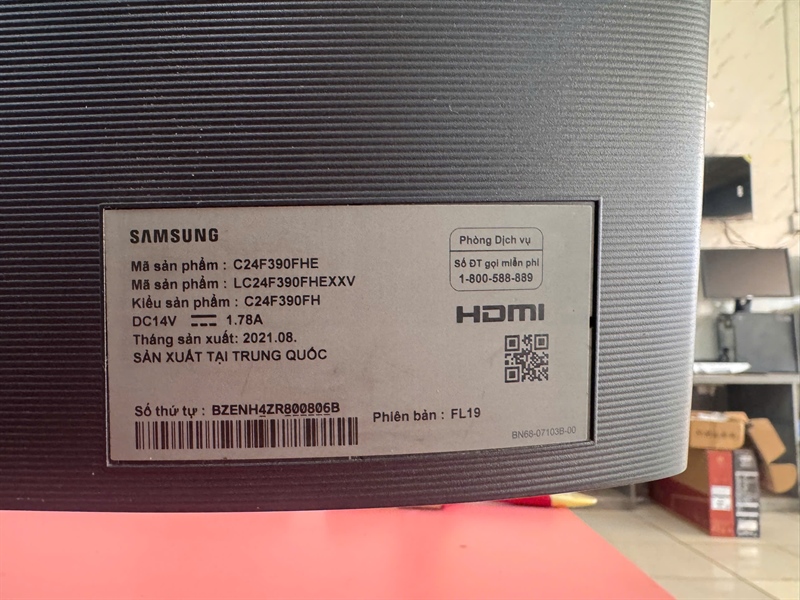 SAMSUNG
Mã sản phẩm : C24F390FHE
Mã sản phẩm : LC24F390FHEXXV
Kiểu sản phẩm : C24F390FH
DC14V 1.78A
Tháng sản xuất: 2021.08.
SẢN XUẤT TẠI TRUNG QUỐC
Số thứ tự : BZENH4ZR800806B
Phòng Dịch vụ
Số ĐT gọi miễn phí
1-800-588-889
HDMI
Phiên bản : FL19
BN68-07103B-00